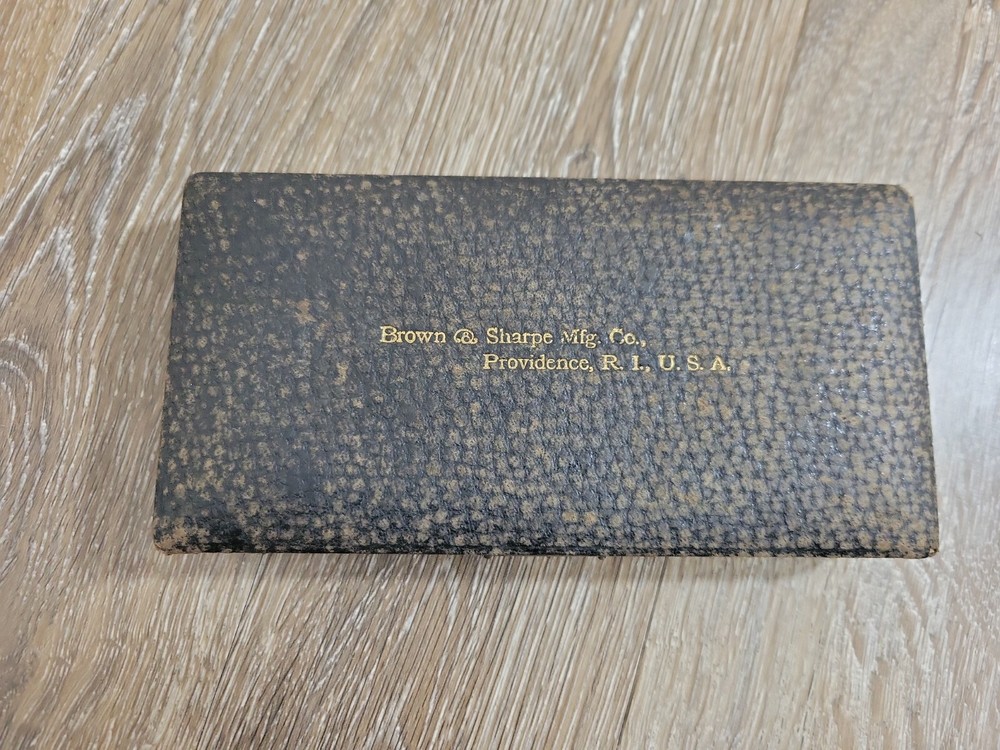 Brown & Sharpe Mfg. Co.,
Providence, R. I., U. S. A.